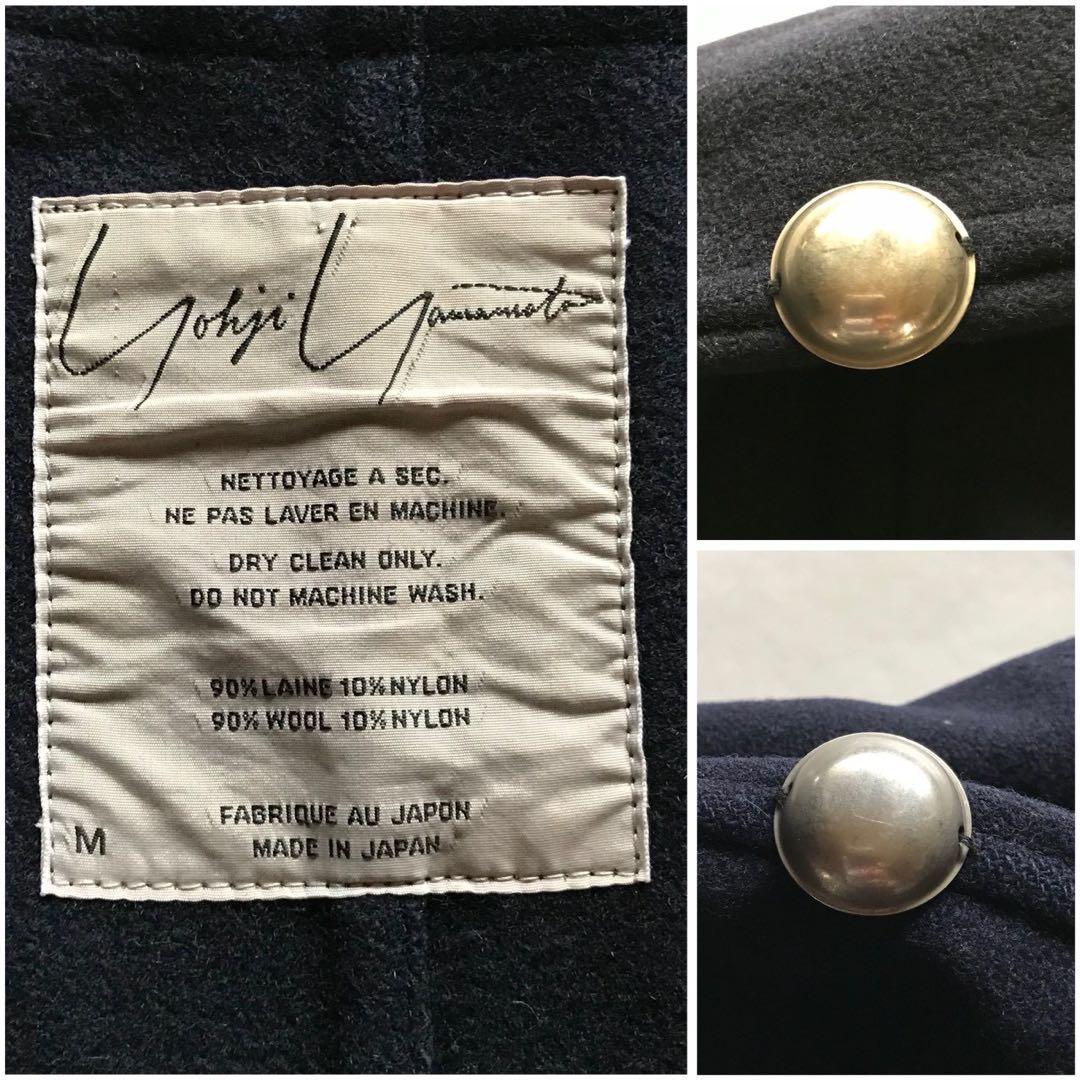 Yohji Yamamoto
NETTOYAGE A SEC.
NE PAS LAVER EN MACHINE.
DRY CLEAN ONLY.
DO NOT MACHINE WASH.
90% LAINE 10% NYLON
90% WOOL 10% NYLON
FABRIQUE AU JAPON
M MADE IN JAPAN